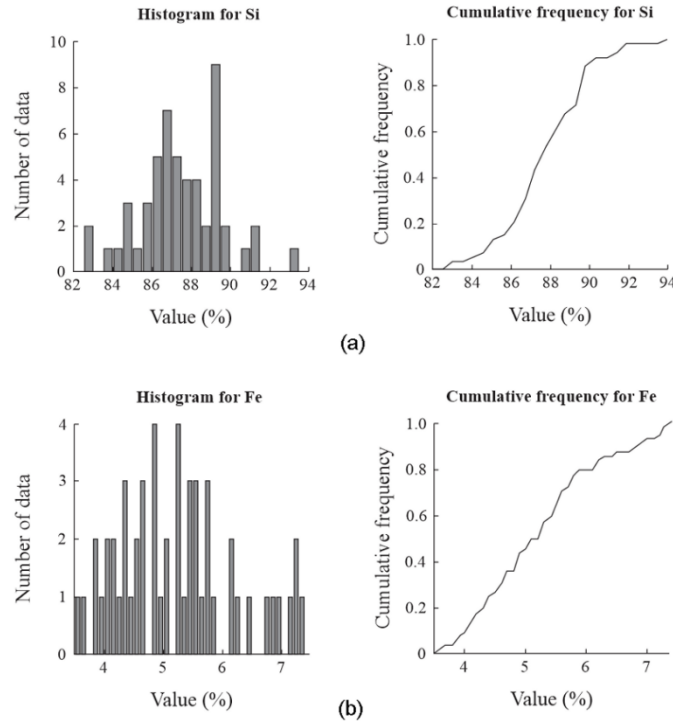 Histogram for Si
Number of data
10
8
6
4
2
0
82 84 86 88 90 92 94
Value (%)
Cumulative frequency for Si
Cumulative frequency
1.0
0.8
0.6
0.4
0.2
0
82 84 86 88 90 92 94
Value (%)
(a)
Histogram for Fe
Number of data
4
3
2
1
0
4 5 6 7
Value (%)
Cumulative frequency for Fe
Cumulative frequency
1.0
0.8
0.6
0.4
0.2
0
4 5 6 7
Value (%)
(b)